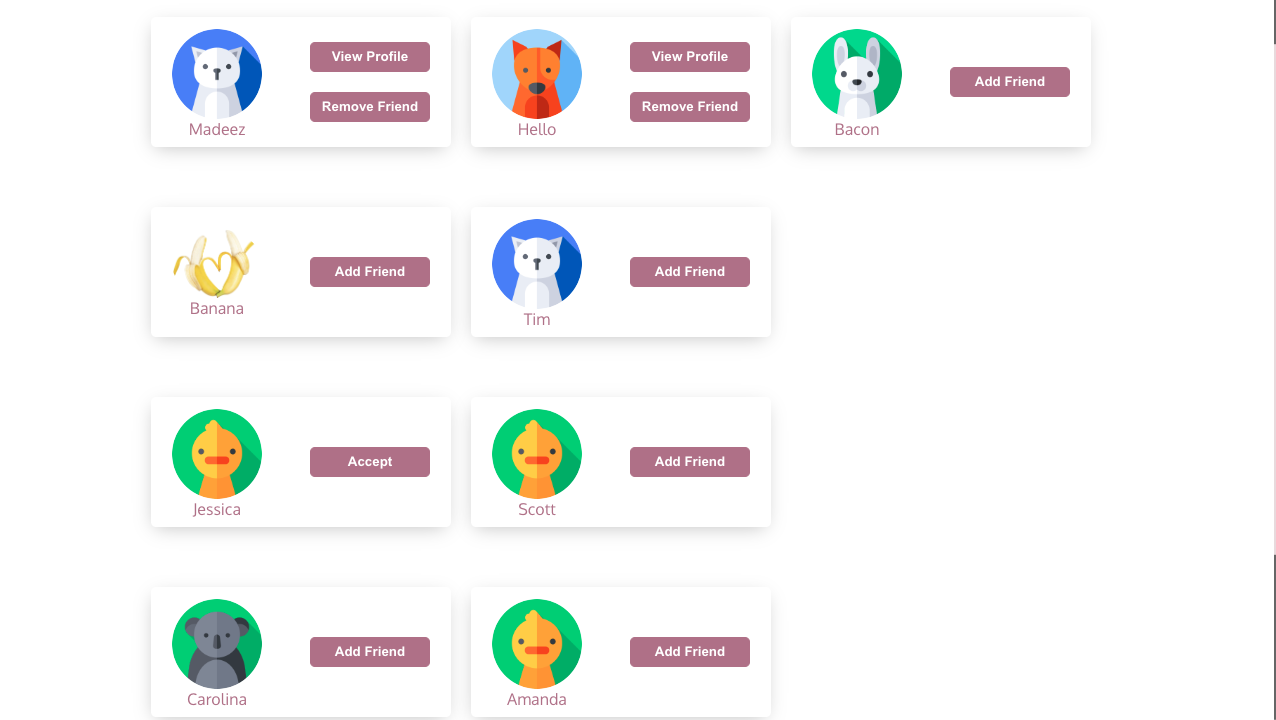 View Profile
Remove Friend
Madeez
View Profile
Remove Friend
Hello
Add Friend
Bacon
Add Friend
Banana
Add Friend
Tim
Accept
Jessica
Add Friend
Scott
Add Friend
Carolina
Add Friend
Amanda